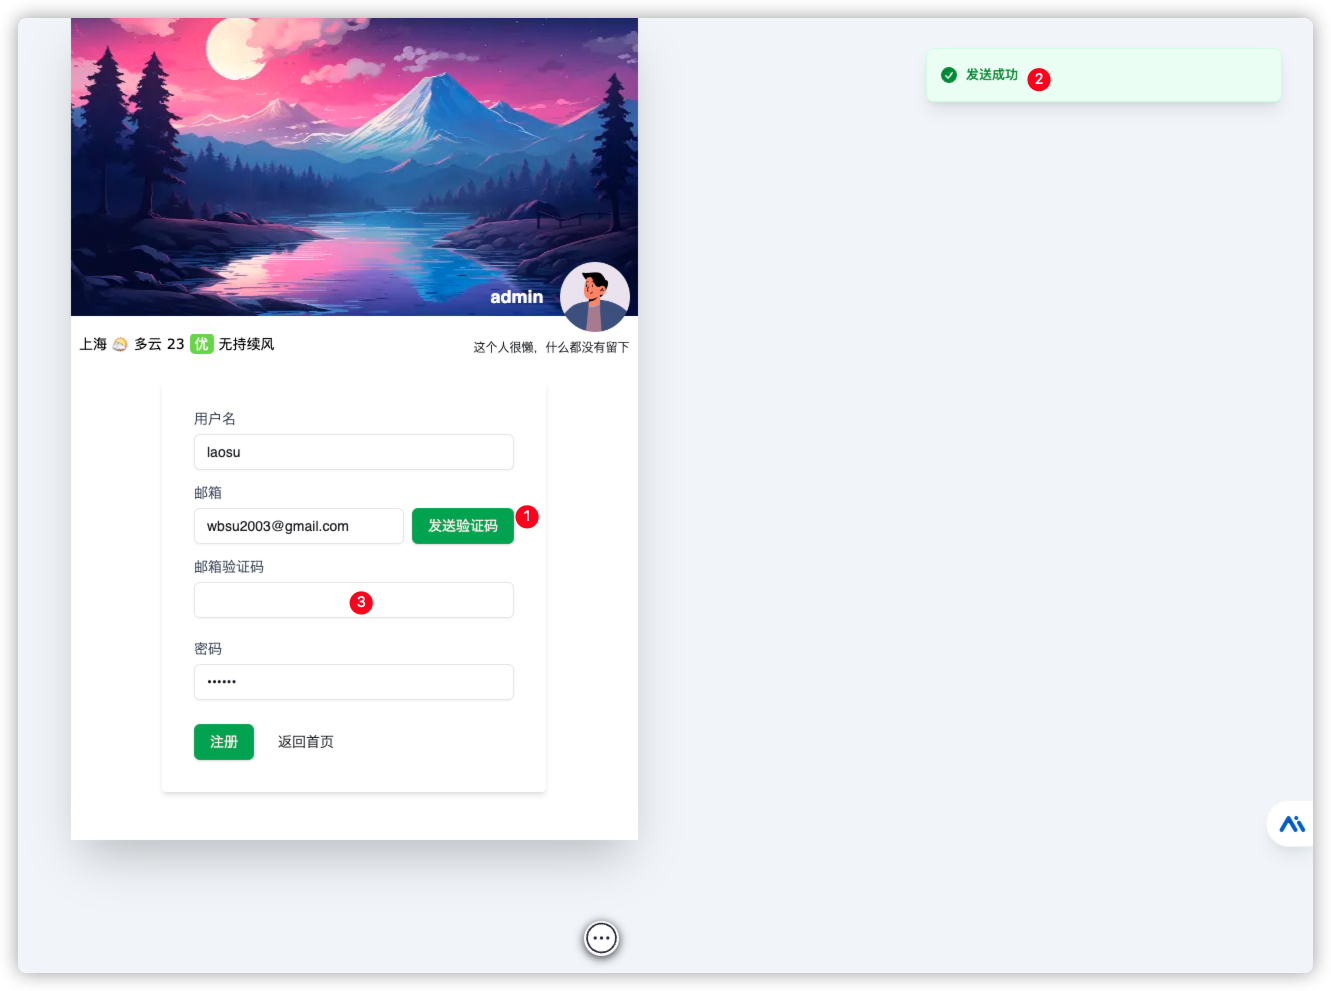 发送成功 2
admin
上海 多云 23 优 无持续风
这个人很懒，什么都没有留下
用户名
laosu
邮箱
wbsu2003@gmail.com 发送验证码 1
邮箱验证码
3
密码
••••••
注册 返回首页